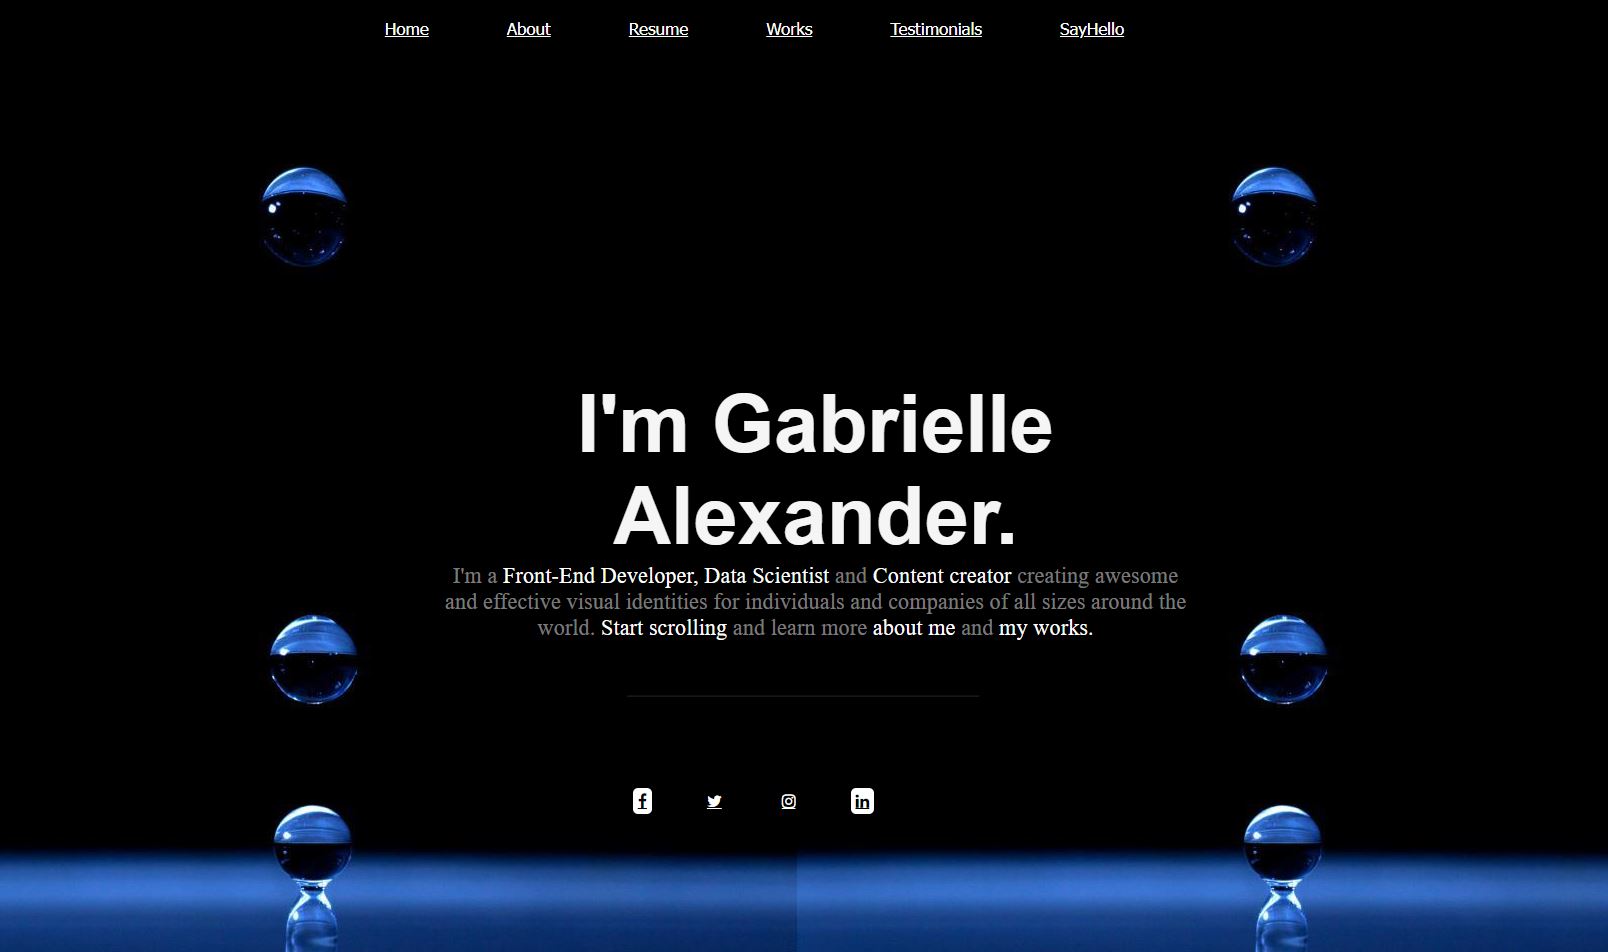 Home About Resume Works Testimonials SayHello
I'm Gabrielle
Alexander.
I'm a Front-End Developer, Data Scientist and Content creator creating awesome
and effective visual identities for individuals and companies of all sizes around the
world. Start scrolling and learn more about me and my works.